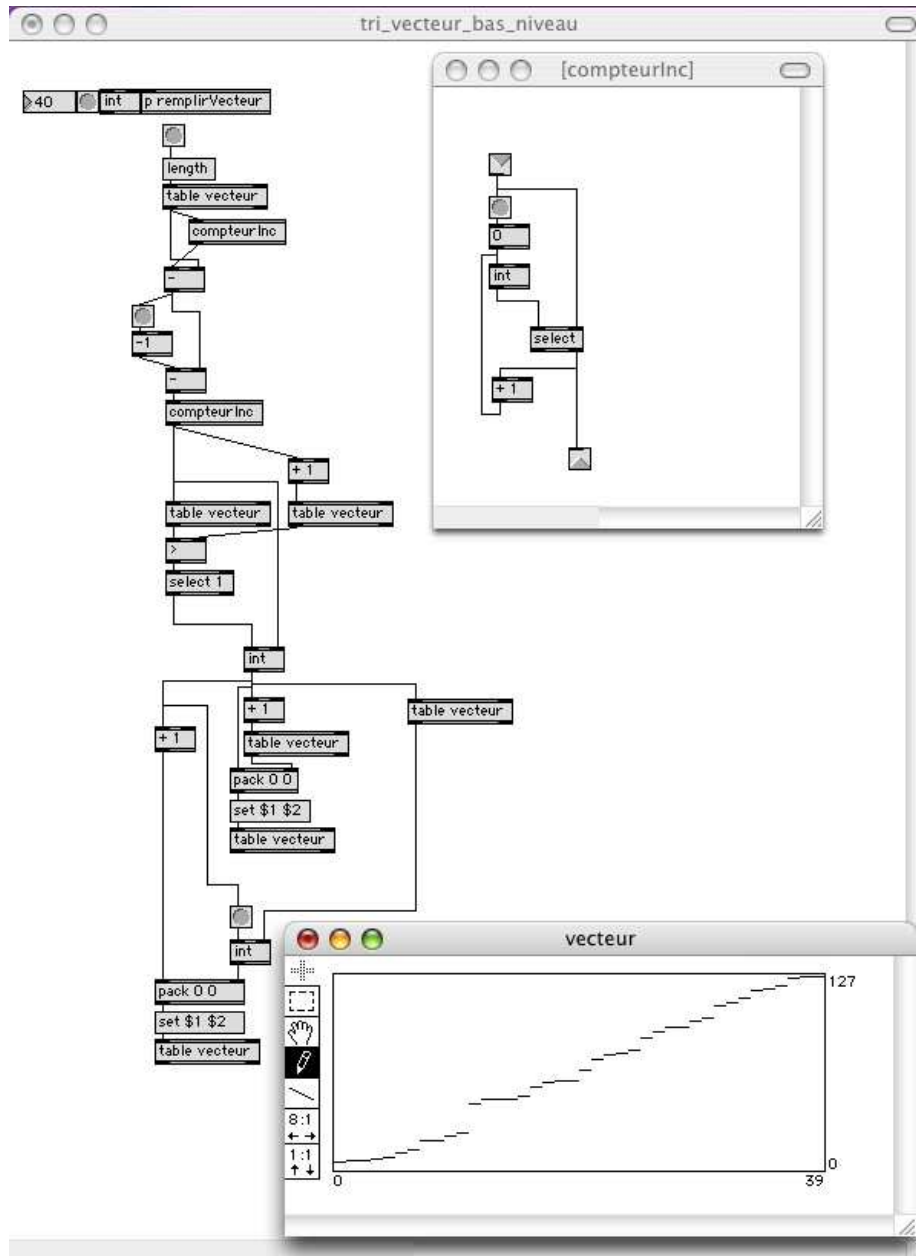 tri_vecteur_bas_niveau
[compteurInc]
40 int p remplirVecteur
length
table vecteur
compteurInc
-
-1
-
compteurInc
+ 1
table vecteur table vecteur
>
select 1
int
+ 1 table vecteur
+ 1
table vecteur
pack 0 0
set $1 $2
table vecteur
int
pack 0 0
set $1 $2
table vecteur
0
int
select
+ 1
vecteur
127
8:1
1:1
0
0 39